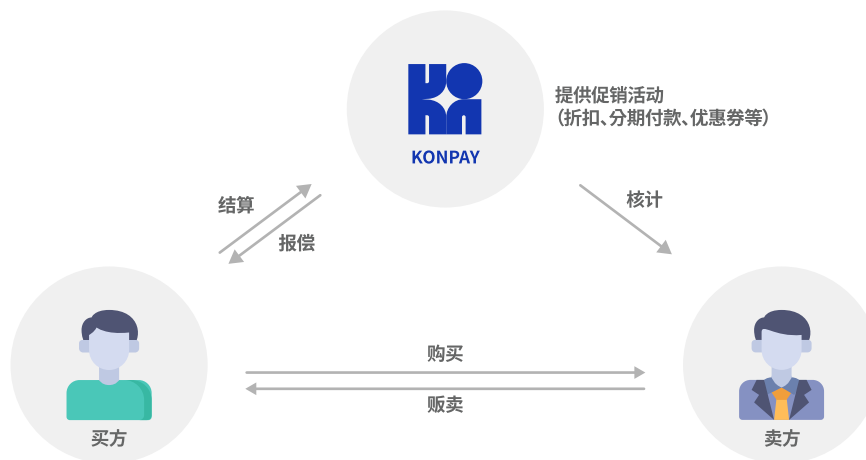 提供促销活动
（折扣、分期付款、优惠券等）
KONPAY
结算
核计
报偿
购买
贩卖
买方
卖方